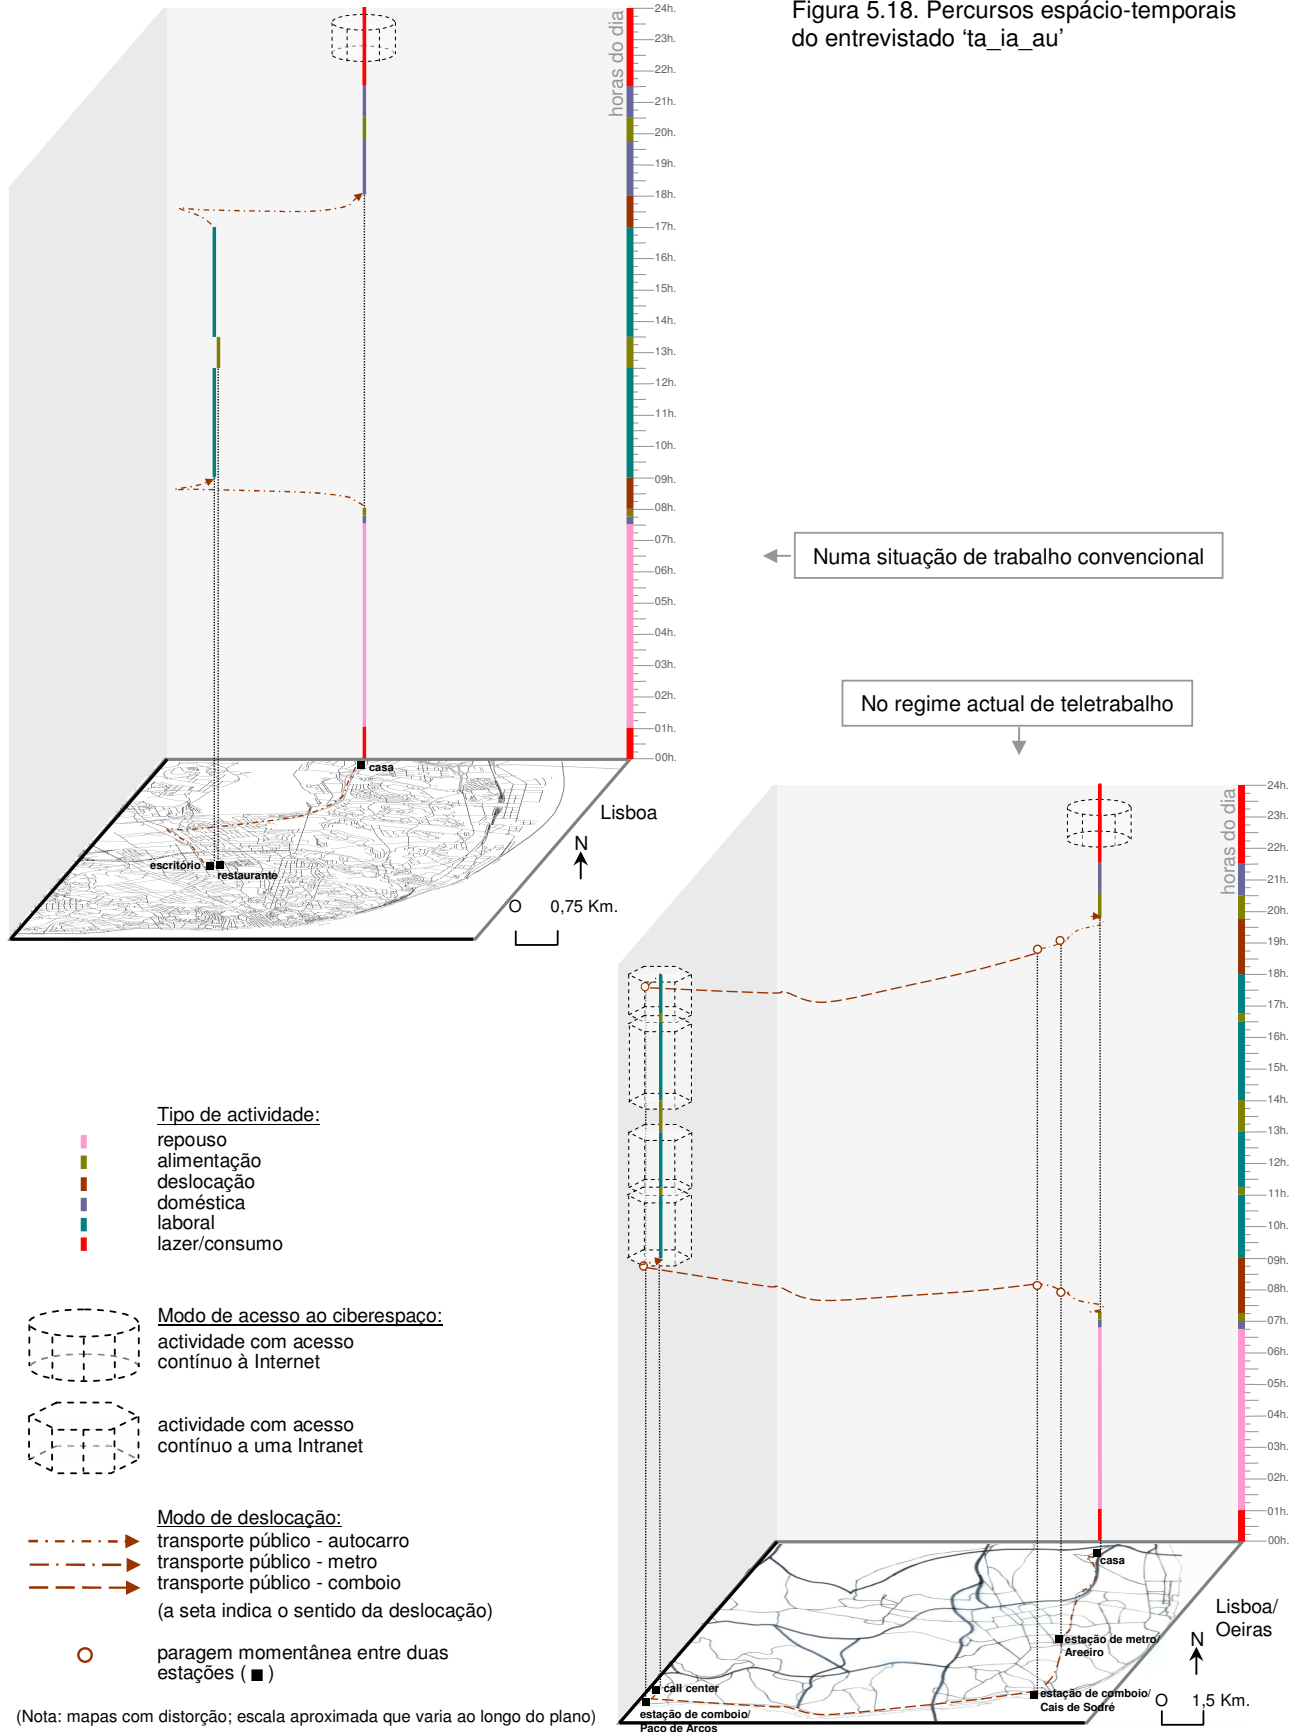 Figura 5.18. Percursos espácio-temporais
do entrevistado ‘ta_ia_au’
horas do dia
24h.
23h.
22h.
21h.
20h.
19h.
18h.
17h.
16h.
15h.
14h.
13h.
12h.
11h.
10h.
09h.
08h.
07h.
06h.
05h.
04h.
03h.
02h.
01h.
00h.
casa
escritório
restaurante
Lisboa
N
O 0,75 Km.
Numa situação de trabalho convencional
No regime actual de teletrabalho
horas do dia
24h.
23h.
22h.
21h.
20h.
19h.
18h.
17h.
16h.
15h.
14h.
13h.
12h.
11h.
10h.
09h.
08h.
07h.
06h.
05h.
04h.
03h.
02h.
01h.
00h.
casa
estação de metro/
Areeiro
call center
estação de comboio/
Paço de Arcos
estação de comboio/
Cais de Sodré
Lisboa/
Oeiras
N
O 1,5 Km.
Tipo de actividade:
repouso
alimentação
deslocação
doméstica
laboral
lazer/consumo
Modo de acesso ao ciberespaço:
actividade com acesso
contínuo à Internet
actividade com acesso
contínuo a uma Intranet
Modo de deslocação:
transporte público - autocarro
transporte público - metro
transporte público - comboio
(a seta indica o sentido da deslocação)
paragem momentânea entre duas
estações ( ■ )
(Nota: mapas com distorção; escala aproximada que varia ao longo do plano)